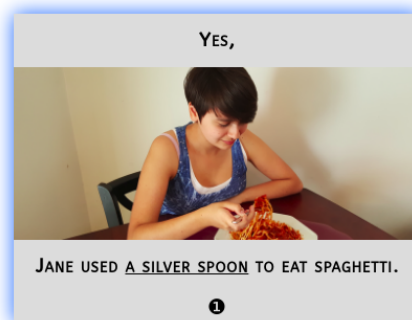 Yes,
Jane used a silver spoon to eat spaghetti.
❶